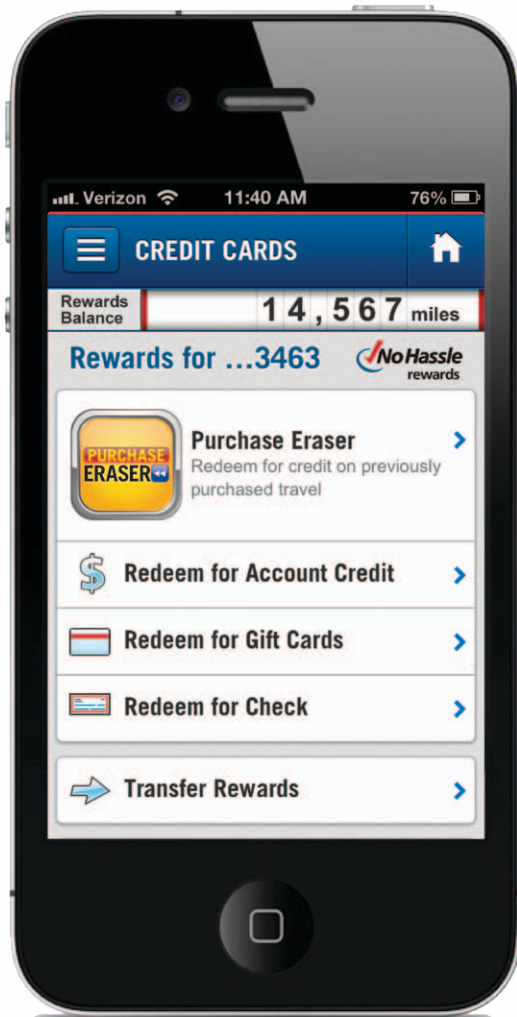 Verizon 11:40 AM 76%
CREDIT CARDS
Rewards Balance 14,567 miles
Rewards for ...3463 NoHassle rewards
PURCHASE ERASER
Purchase Eraser
Redeem for credit on previously
purchased travel
Redeem for Account Credit
Redeem for Gift Cards
Redeem for Check
Transfer Rewards